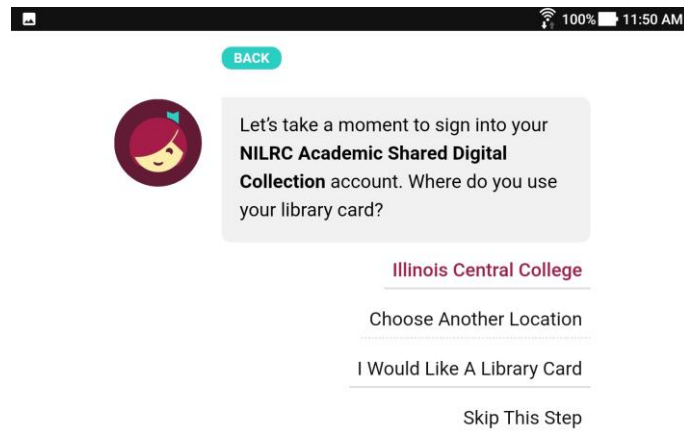 100% 11:50 AM
BACK
Let's take a moment to sign into your
NILRC Academic Shared Digital
Collection account. Where do you use
your library card?
Illinois Central College
Choose Another Location
I Would Like A Library Card
Skip This Step